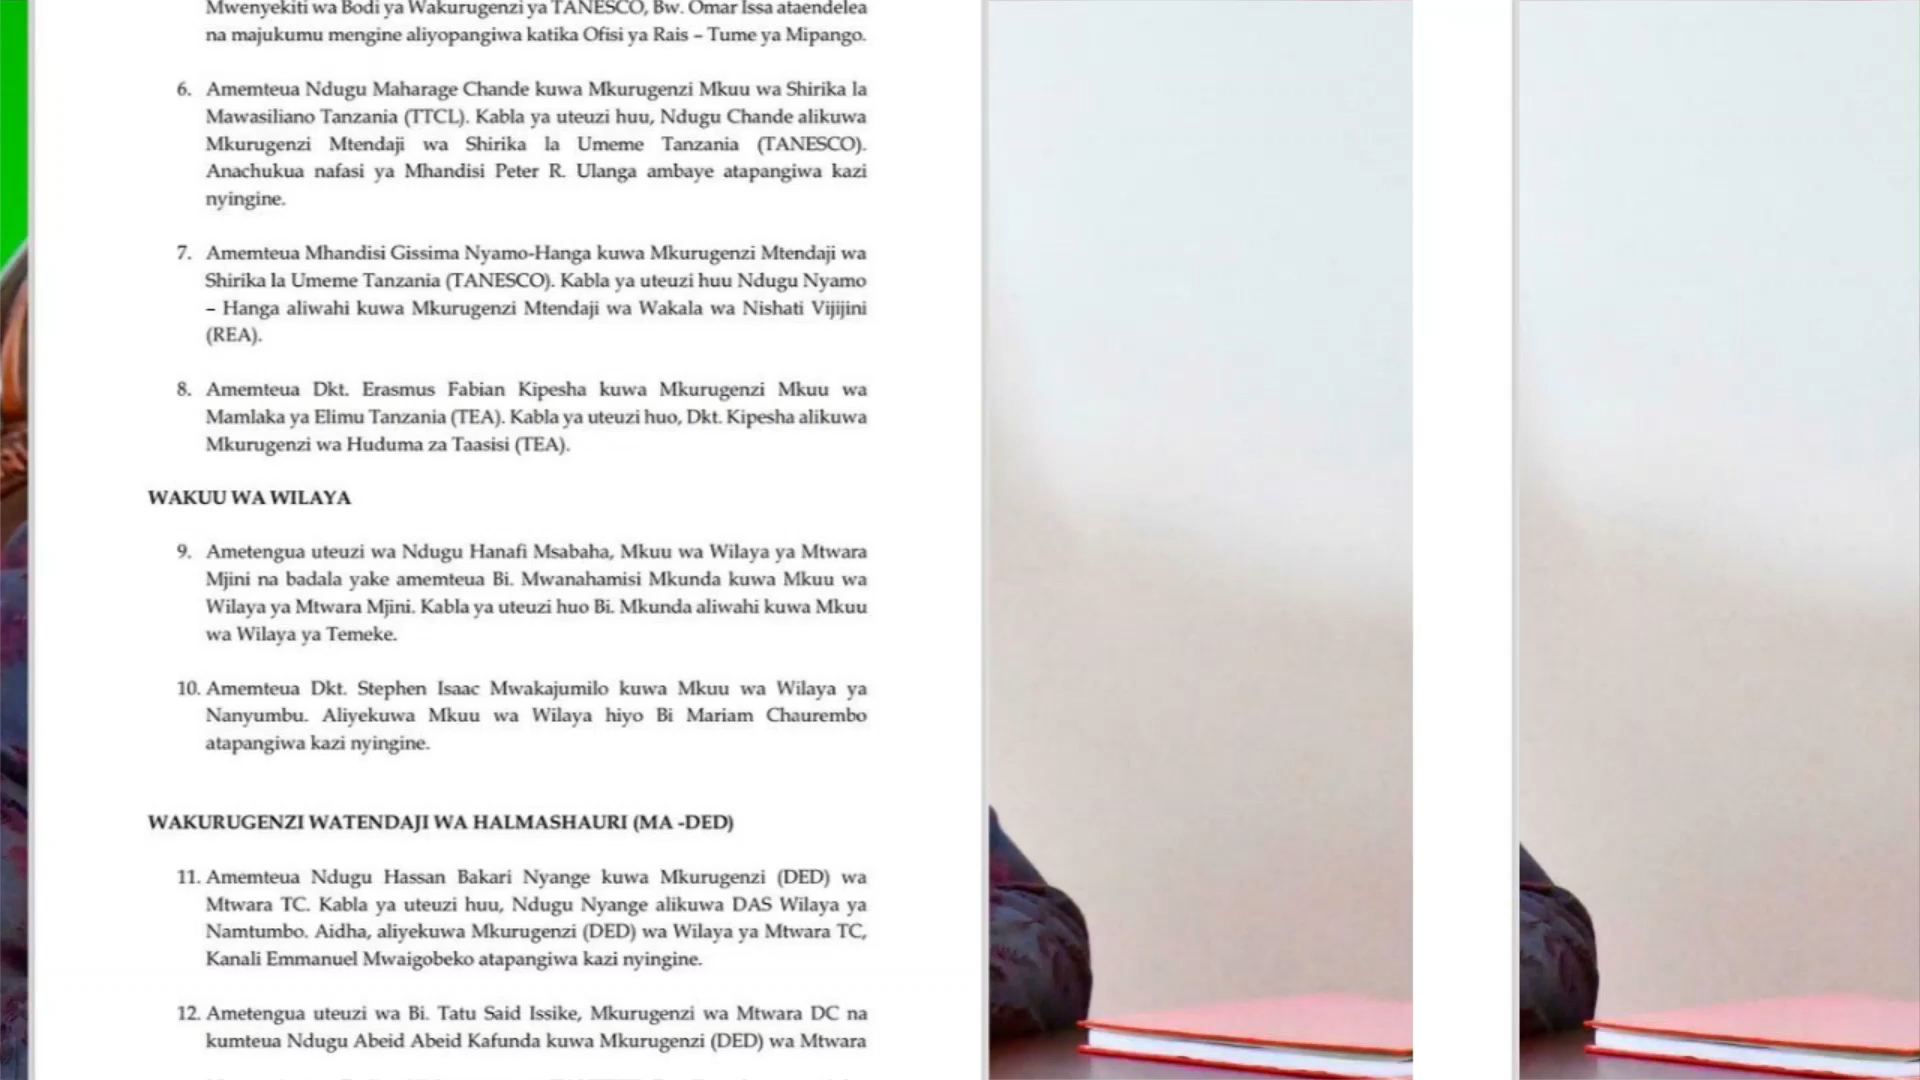 Mwenyekiti wa Bodi ya Wakurugenzi ya TANESCO, Bw. Omar Issa ataendelea
na majukumu mengine aliyopangiwa katika Ofisi ya Rais – Tume ya Mipango.
6. Amemteua Ndugu Maharage Chande kuwa Mkurugenzi Mkuu wa Shirika la
Mawasiliano Tanzania (TTCL). Kabla ya uteuzi huu, Ndugu Chande alikuwa
Mkurugenzi Mtendaji wa Shirika la Umeme Tanzania (TANESCO).
Anachukua nafasi ya Mhandisi Peter R. Ulanga ambaye atapangiwa kazi
nyingine.
7. Amemteua Mhandisi Gissima Nyamo-Hanga kuwa Mkurugenzi Mtendaji wa
Shirika la Umeme Tanzania (TANESCO). Kabla ya uteuzi huu Ndugu Nyamo
– Hanga aliwahi kuwa Mkurugenzi Mtendaji wa Wakala wa Nishati Vijijini
(REA).
8. Amemteua Dkt. Erasmus Fabian Kipesha kuwa Mkurugenzi Mkuu wa
Mamlaka ya Elimu Tanzania (TEA). Kabla ya uteuzi huo, Dkt. Kipesha alikuwa
Mkurugenzi wa Huduma za Taasisi (TEA).
WAKUU WA WILAYA
9. Ametengua uteuzi wa Ndugu Hanafi Msabaha, Mkuu wa Wilaya ya Mtwara
Mjini na badala yake amemteua Bi. Mwanahamisi Mkunda kuwa Mkuu wa
Wilaya ya Mtwara Mjini. Kabla ya uteuzi huo Bi. Mkunda aliwahi kuwa Mkuu
wa Wilaya ya Temeke.
10. Amemteua Dkt. Stephen Isaac Mwakajumilo kuwa Mkuu wa Wilaya ya
Nanyumbu. Aliyekuwa Mkuu wa Wilaya hiyo Bi Mariam Chaurembo
atapangiwa kazi nyingine.
WAKURUGENZI WATENDAJI WA HALMASHAURI (MA -DED)
11. Amemteua Ndugu Hassan Bakari Nyange kuwa Mkurugenzi (DED) wa
Mtwara TC. Kabla ya uteuzi huu, Ndugu Nyange alikuwa DAS Wilaya ya
Namtumbo. Aidha, aliyekuwa Mkurugenzi (DED) wa Wilaya ya Mtwara TC,
Kanali Emmanuel Mwaigobeko atapangiwa kazi nyingine.
12. Ametengua uteuzi wa Bi. Tatu Said Issike, Mkurugenzi wa Mtwara DC na
kumteua Ndugu Abeid Abeid Kafunda kuwa Mkurugenzi (DED) wa Mtwara